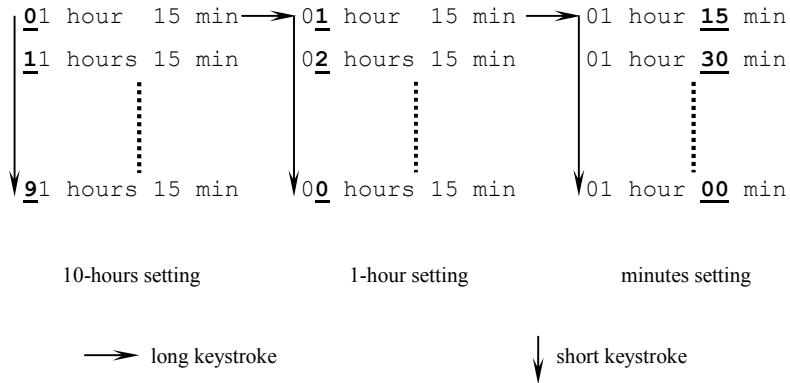 01 hour 15 min 01 hour 15 min 01 hour 15 min
11 hours 15 min 02 hours 15 min 01 hour 30 min
91 hours 15 min 00 hours 15 min 01 hour 00 min
10-hours setting 1-hour setting minutes setting
long keystroke short keystroke